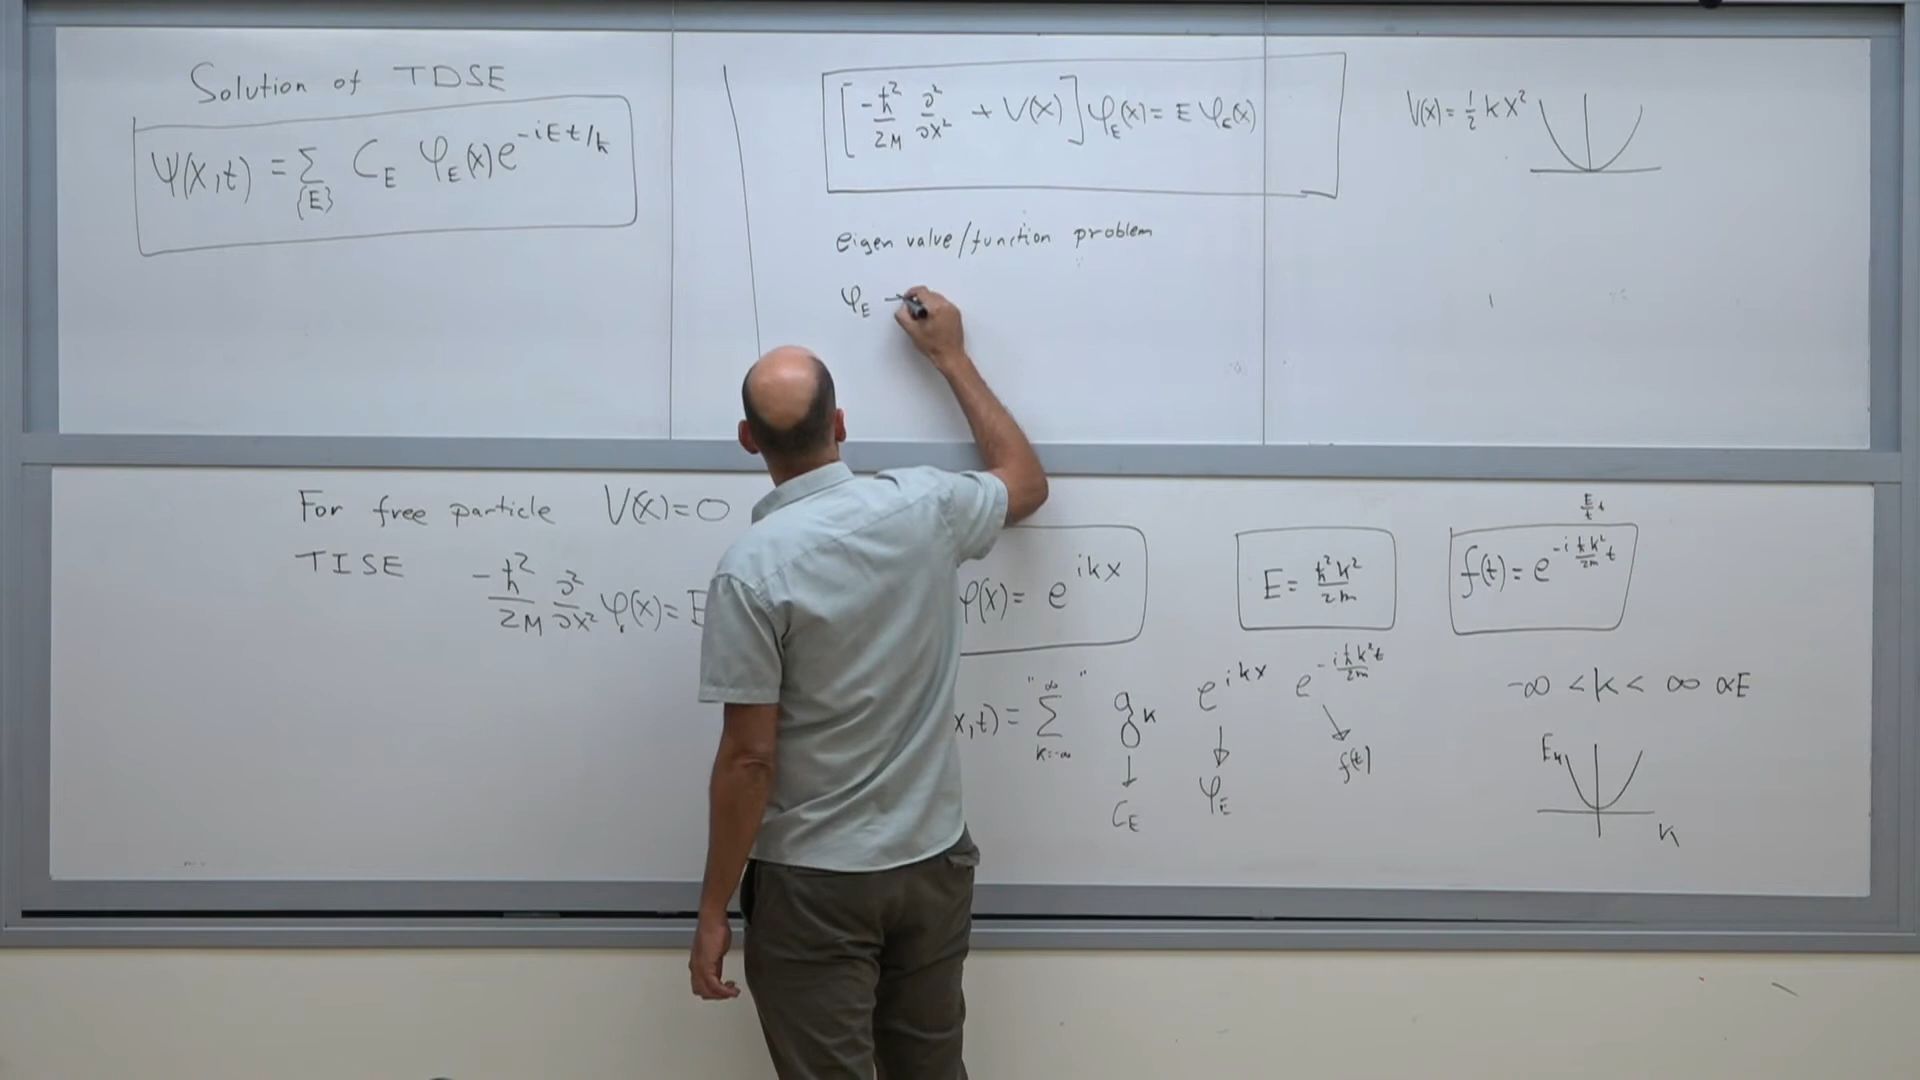 Solution of TDSE
Ψ(x,t) = Σ_{E} C_E φ_E(x) e^{-iEt/ħ}
[-ħ²/2M ∂²/∂x² + V(x)] φ_E(x) = E φ_E(x)
eigen value/function problem
φ_E →
V(x) = 1/2 k x²
For free particle V(x)=0
TISE -ħ²/2M ∂²/∂x² φ(x) = E
φ(x) = e^{ikx}
E = ħ²k²/2m
f(t) = e^{-iħk²/2m t}
x,t) = "Σ_{k=-∞}^{∞}" g_k e^{ikx} e^{-iħk²t/2m}
↓ C_E
↓ φ_E
↘ f(t)
-∞ < k < ∞ ∝E
E_k
k